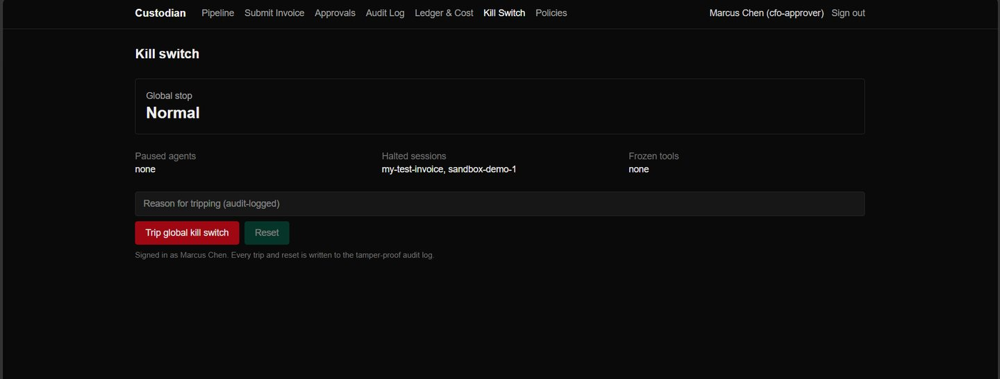 Custodian Pipeline Submit Invoice Approvals Audit Log Ledger & Cost Kill Switch Policies Marcus Chen (cfo-approver) Sign out
Kill switch
Global stop
Normal
Paused agents Halted sessions Frozen tools
none my-test-invoice, sandbox-demo-1 none
Reason for tripping (audit-logged)
Trip global kill switch Reset
Signed in as Marcus Chen. Every trip and reset is written to the tamper-proof audit log.